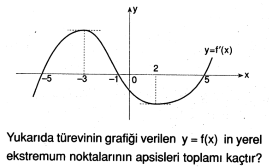 y
y=f'(x)
2
-5
-3
-1
0
5
x
Yukarıda türevinin grafiği verilen y = f(x) in yerel
ekstremum noktalarının apsisleri toplamı kaçtır?